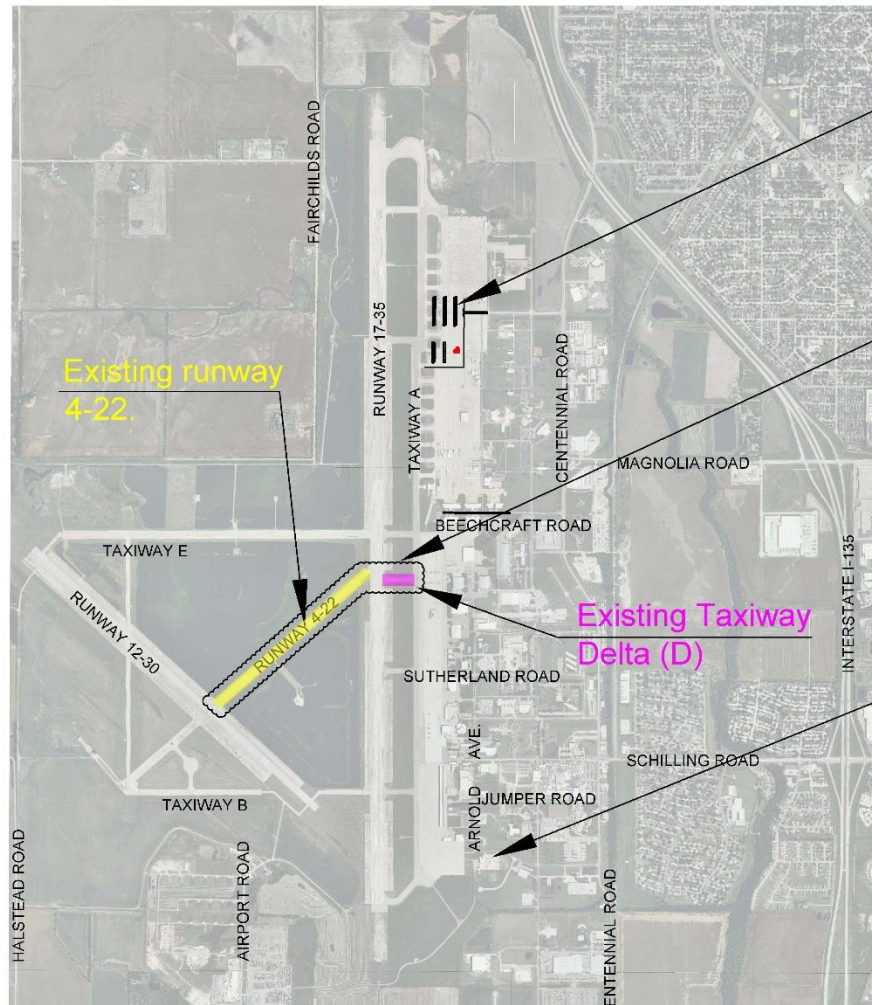 FAIRCHILDS ROAD
RUNWAY 17-35
Existing runway
4-22.
TAXIWAY A
CENTENNIAL ROAD
MAGNOLIA ROAD
BEECHCRAFT ROAD
TAXIWAY E
RUNWAY 4-22
Existing Taxiway
Delta (D)
INTERSTATE I-135
RUNWAY 12-30
SUTHERLAND ROAD
ARNOLD AVE.
SCHILLING ROAD
JUMPER ROAD
TAXIWAY B
HALSTEAD ROAD
AIRPORT ROAD
ENTENNIAL ROAD